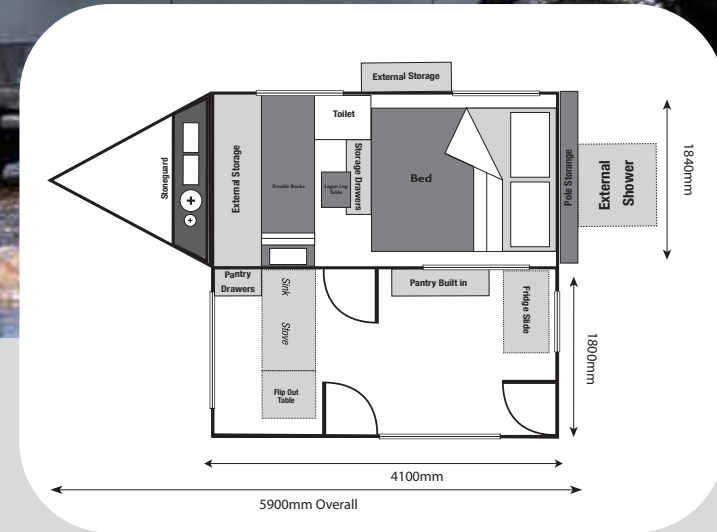 External Storage
Toilet
Storage Drawers
Stoneguard
External Storage
Double Bunks
Lagun Leg
Table
Bed
Pole Storange
External
Shower
1840mm
Pantry
Drawers
Sink
Stove
Pantry Built in
Fridge Slide
Flip Out
Table
1800mm
4100mm
5900mm Overall